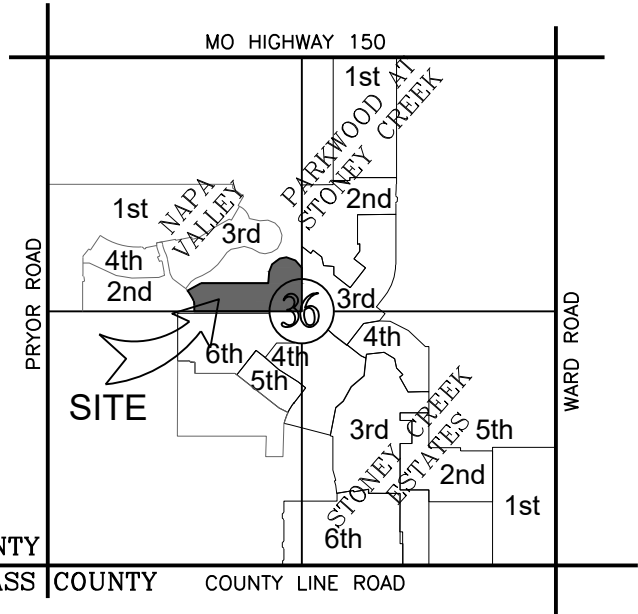 MO HIGHWAY 150
1st
PARKWOOD AT
STONEY CREEK
2nd
NAPA
VALLEY
1st
3rd
4th
2nd
3rd
PRYOR ROAD
WARD ROAD
36
6th
4th
4th
5th
SITE
3rd
5th
STONEY CREEK
ESTATES
2nd
1st
6th
NTY
ASS COUNTY
COUNTY LINE ROAD